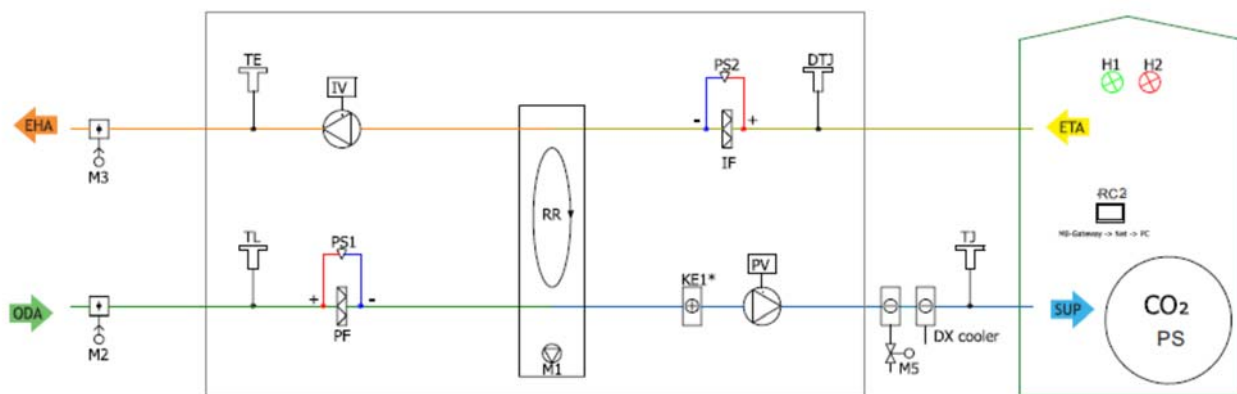 TE
IV
PS2
DTJ
H1 H2
EHA
- +
ETA
M3
IF
RC2
RR
MB-Gateway -> Net -> PC
TL
PS1
KE1*
PV
TJ
+ -
ODA
SUP
CO₂
PS
M2
PF
DX cooler
M1
M5